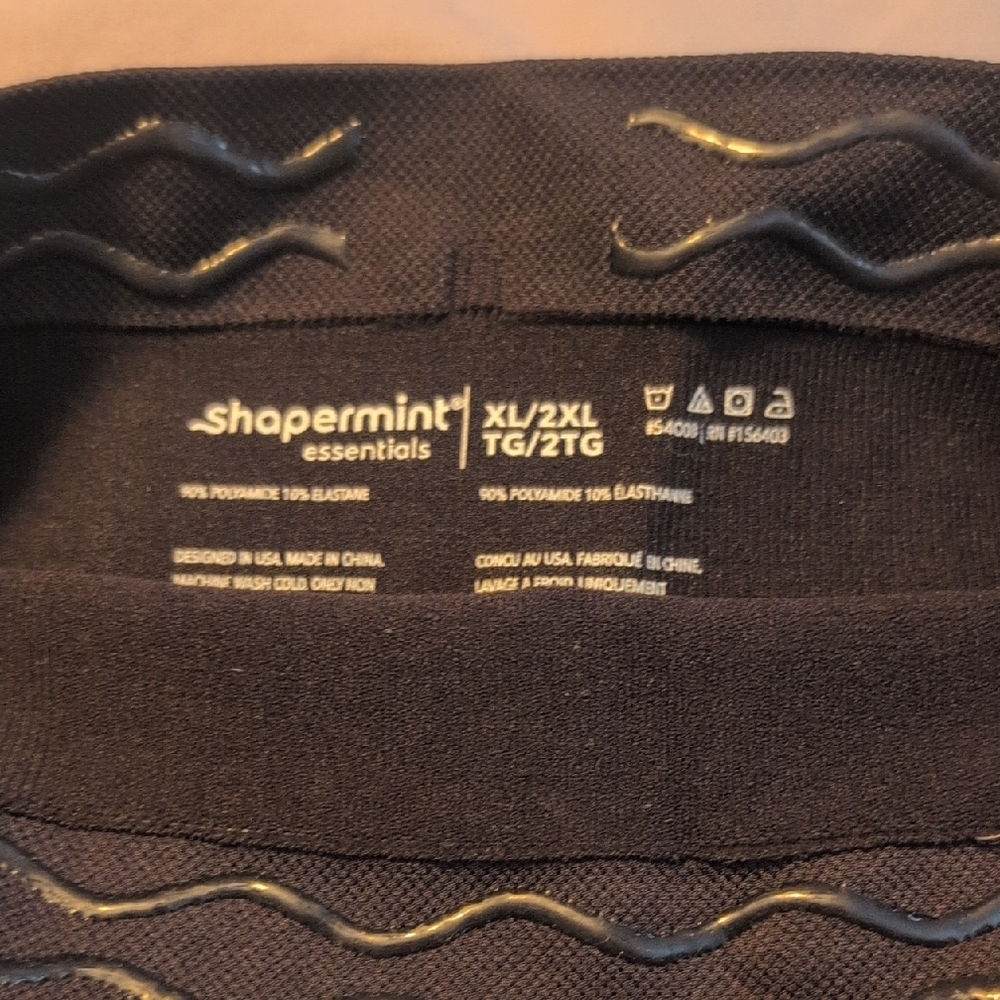 shapermint®
essentials
XL/2XL
TG/2TG
#54008 | RN #156403
90% POLYAMIDE 10% ELASTANE
90% POLYAMIDE 10% ÉLASTHANNE
DESIGNED IN USA. MADE IN CHINA.
MACHINE WASH COLD. ONLY NON
CONCU AU USA. FABRIQUÉ EN CHINE.
LAVAGE A FROID UNIQUEMENT